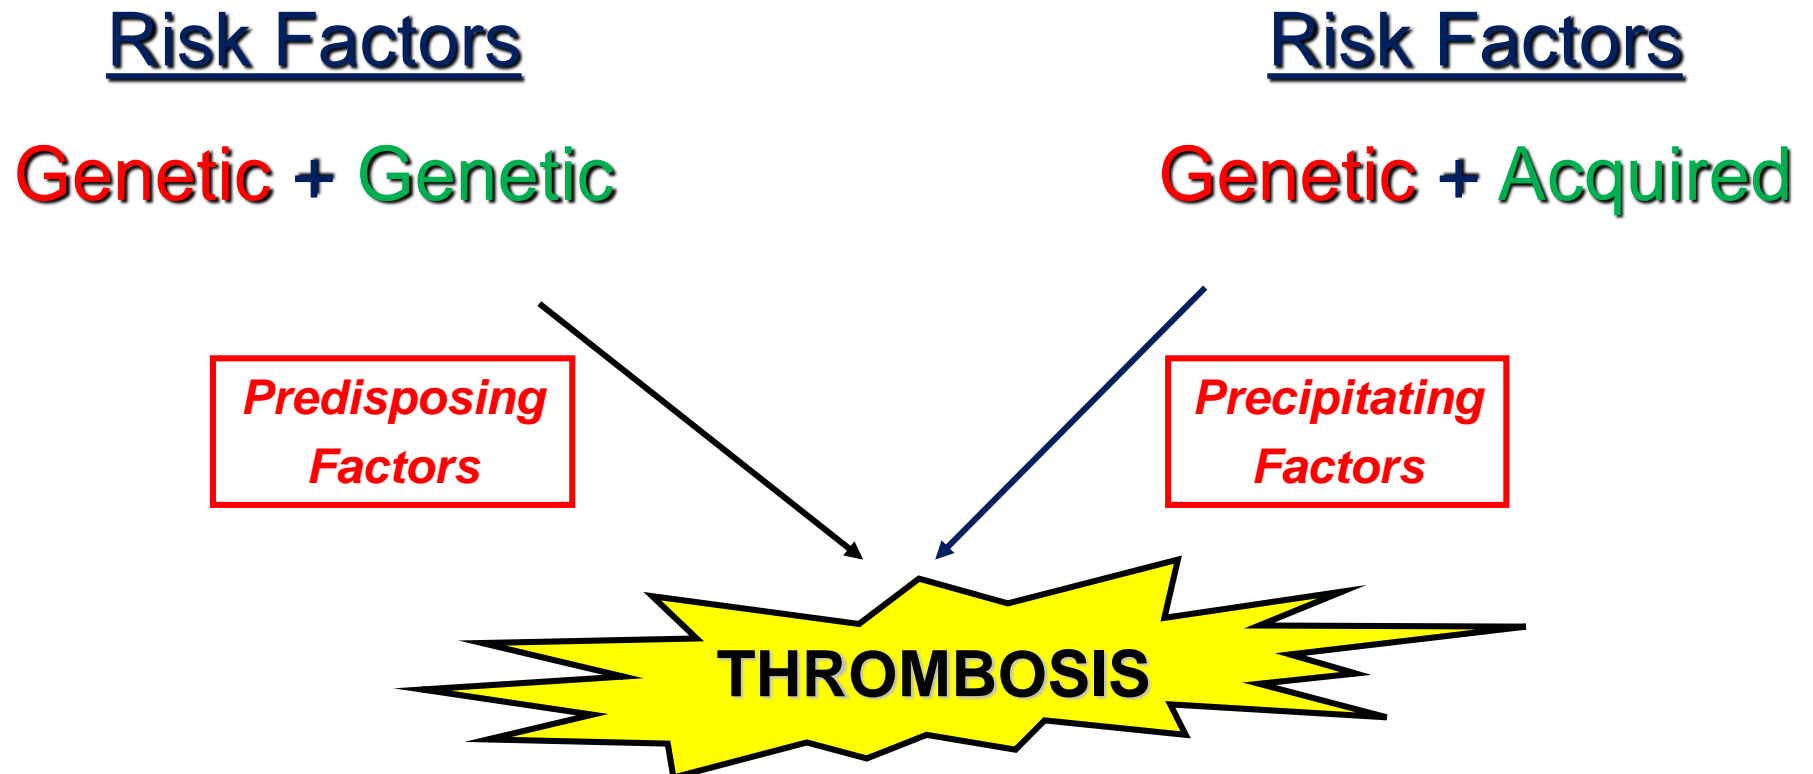 Risk Factors
Risk Factors
Genetic + Genetic
Genetic + Acquired
Predisposing
Factors
Precipitating
Factors
THROMBOSIS